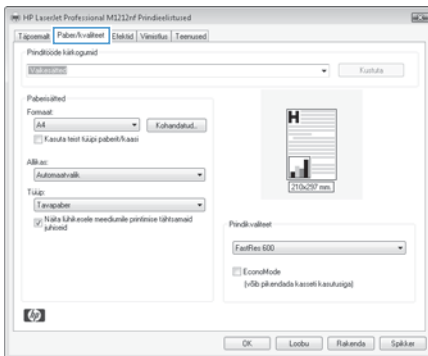 HP LaserJet Professional M1212nf Prindieelistused
Täpsemalt Paber/kvaliteet Efektid Viimistlus Teenused
Prinditööde kiirkogumid
Vaikesätted
Kustuta
Paberisätted
Formaat:
A4
Kohandatud...
Kasuta teist tüüpi paberit/kaasi
Allikas:
Automaatvalik
Tüüp:
Tavapaber
Näita lühikesele meediumile printimise tähtsamaid
juhiseid
H
210x297 mm.
Prindikvaliteet
FastRes 600
EconoMode
(võib pikendada kasseti kasutusiga)
hp
OK Loobu Rakenda Spikker